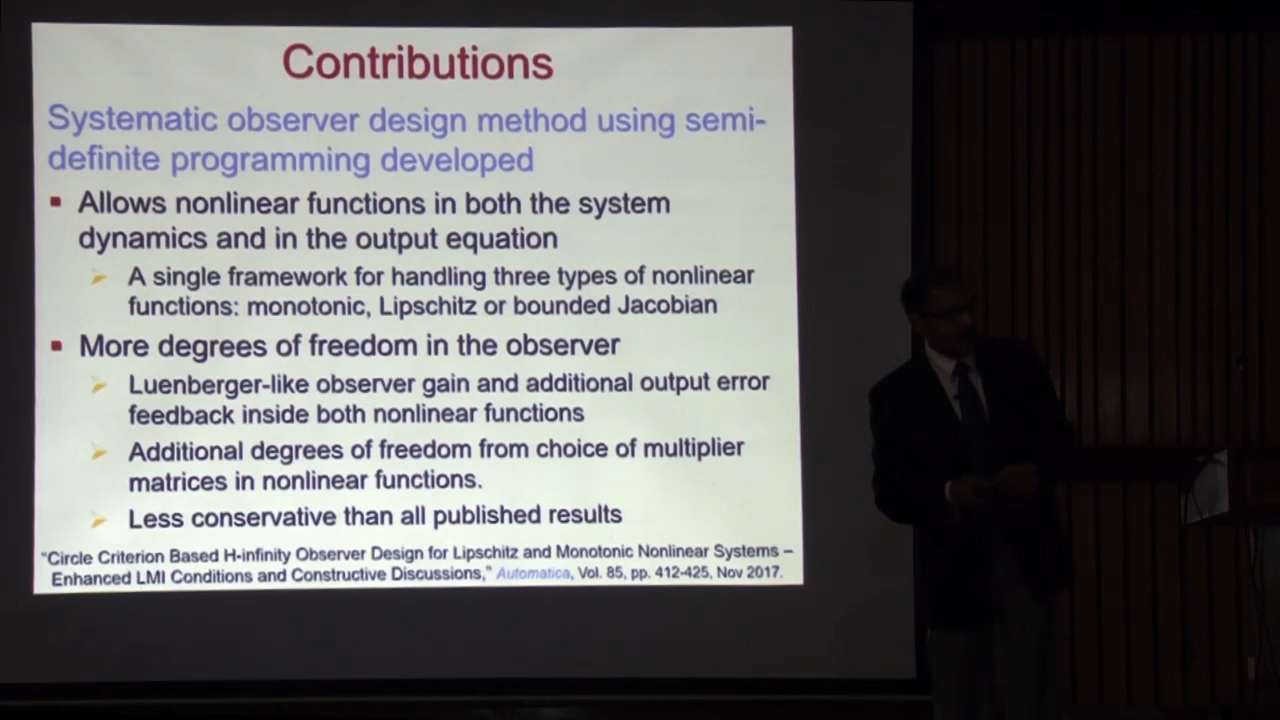 Contributions
Systematic observer design method using semi-
definite programming developed
▪ Allows nonlinear functions in both the system
dynamics and in the output equation
➢ A single framework for handling three types of nonlinear
functions: monotonic, Lipschitz or bounded Jacobian
▪ More degrees of freedom in the observer
➢ Luenberger-like observer gain and additional output error
feedback inside both nonlinear functions
➢ Additional degrees of freedom from choice of multiplier
matrices in nonlinear functions.
➢ Less conservative than all published results
"Circle Criterion Based H-infinity Observer Design for Lipschitz and Monotonic Nonlinear Systems –
Enhanced LMI Conditions and Constructive Discussions," Automatica, Vol. 85, pp. 412-425, Nov 2017.